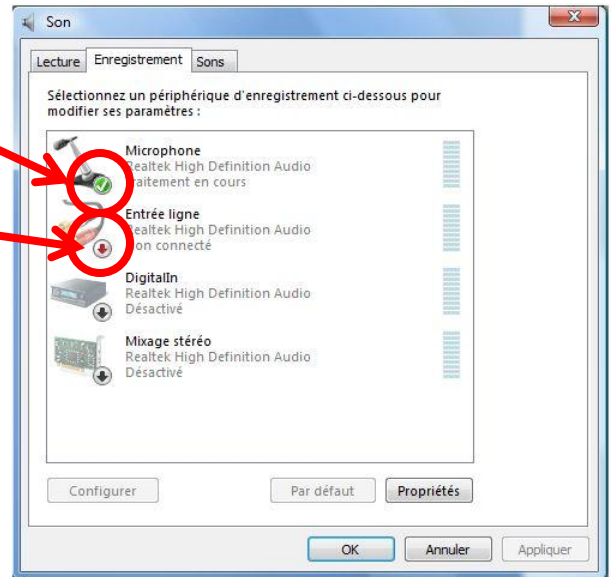 Son
Lecture Enregistrement Sons
Sélectionnez un périphérique d'enregistrement ci-dessous pour
modifier ses paramètres :
Microphone
Realtek High Definition Audio
Traitement en cours
Entrée ligne
Realtek High Definition Audio
Non connecté
DigitalIn
Realtek High Definition Audio
Désactivé
Mixage stéréo
Realtek High Definition Audio
Désactivé
Configurer Par défaut Propriétés
OK Annuler Appliquer